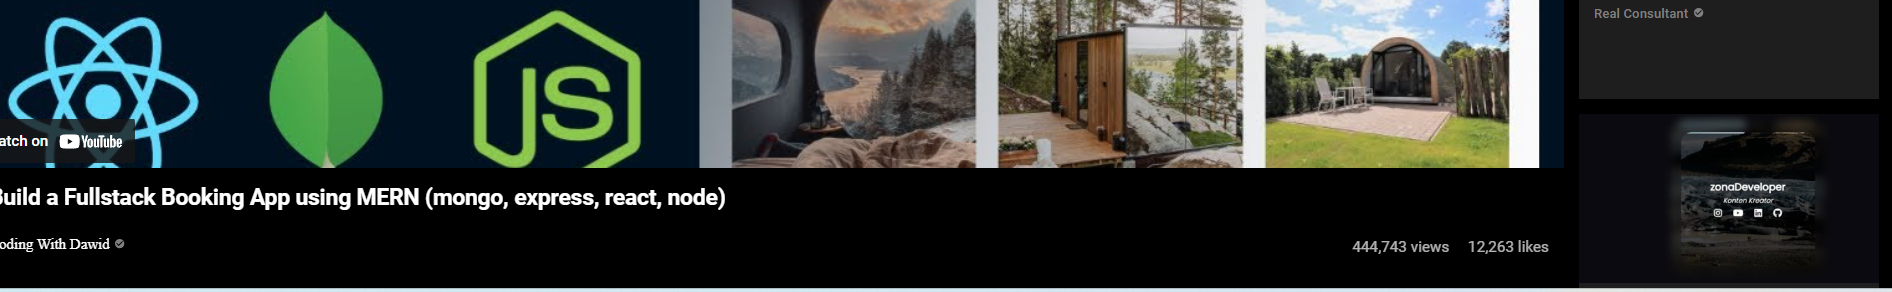 Real Consultant
JS
atch on YouTube
Build a Fullstack Booking App using MERN (mongo, express, react, node)
oding With Dawid
444,743 views 12,263 likes
zonaDeveloper
Konten Kreator